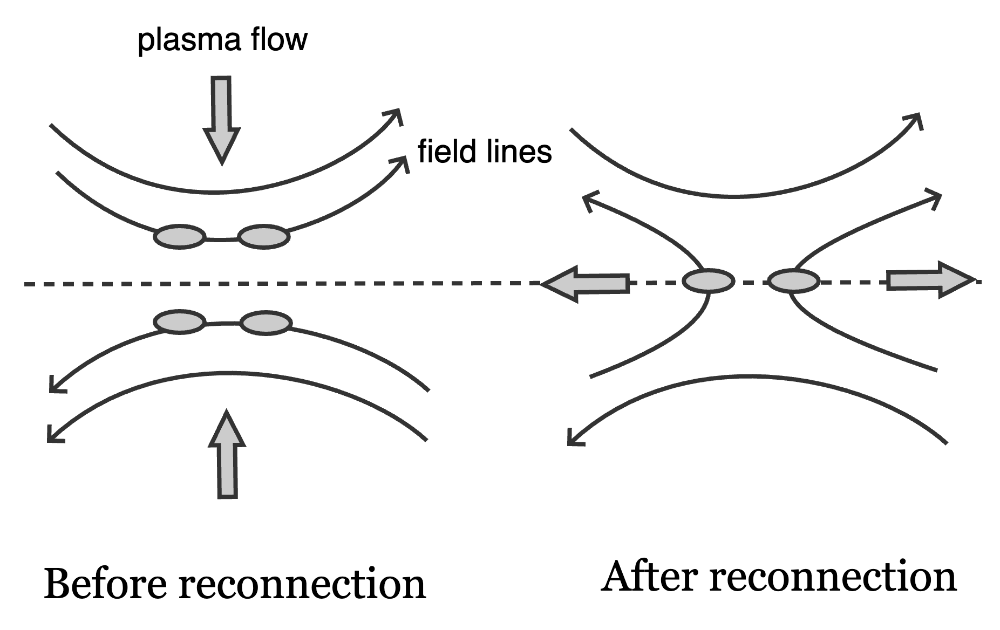 plasma flow
field lines
Before reconnection
After reconnection